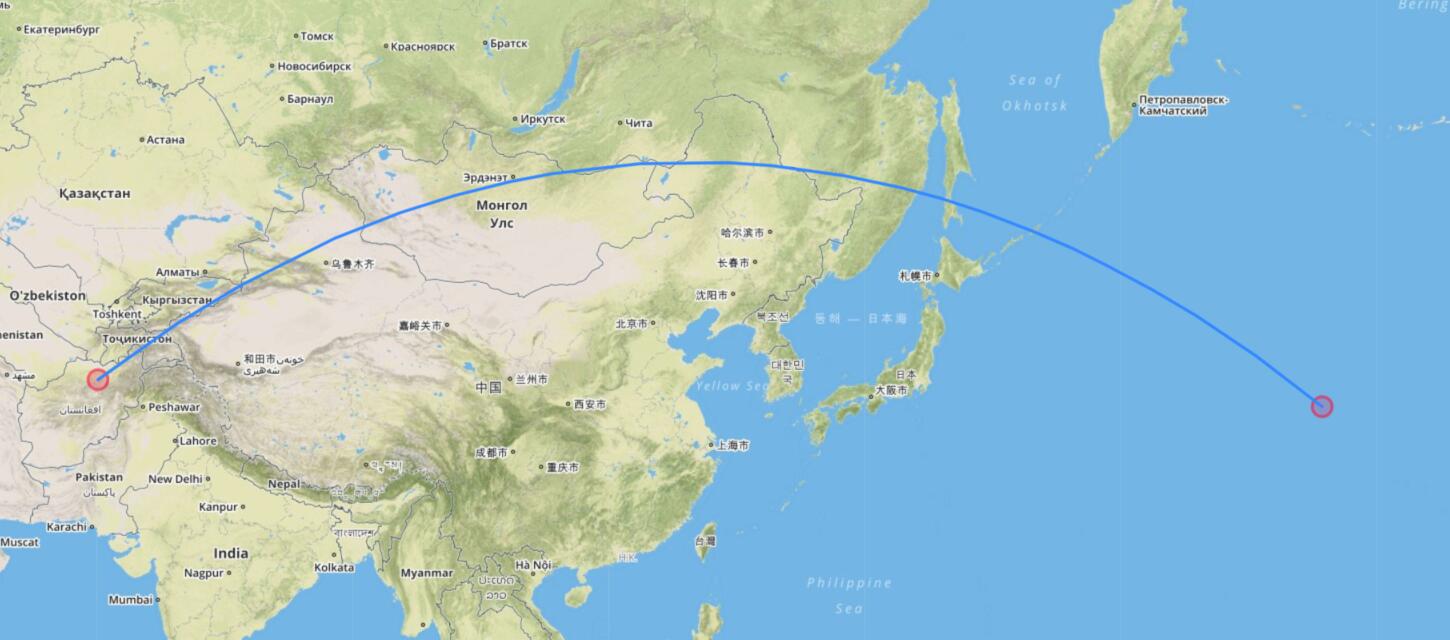 Bering
Екатеринбург
Томск
Красноярск
Братск
Новосибирск
Sea of
Okhotsk
Барнаул
Петропавловск-
Камчатский
Иркутск
Чита
Астана
Эрдэнэт
Қазақстан
Монгол
Улс
哈尔滨市
长春市
乌鲁木齐
Алматы
札幌市
O'zbekiston
Кыргызстан
沈阳市
Toshkent
북조선
동해 — 日本海
嘉峪关市
北京市
enistan
Тоҷикистон
和田市خوتەن
شەھىرى
대한민
국
مشهد
日本
中国
兰州市
Yellow Sea
大阪市
افغانستان
Peshawar
西安市
Lahore
上海市
成都市
重庆市
Pakistan
پاکستان
New Delhi
Nepal
Kanpur
Karachi
বাংলাদেশ
Muscat
台灣
India
H.K.
Kolkata
Hà Nội
Nagpur
Myanmar
ປະເທດ
ລາວ
Philippine
Sea
Mumbai